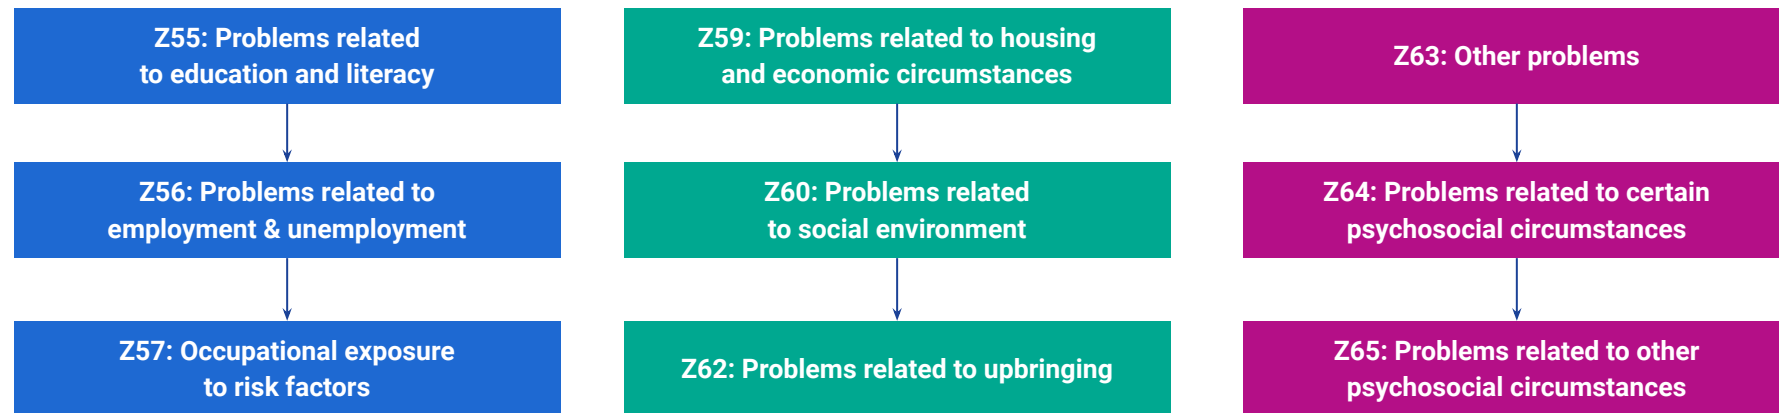 Z55: Problems related
to education and literacy
Z56: Problems related to
employment & unemployment
Z57: Occupational exposure
to risk factors
Z59: Problems related to housing
and economic circumstances
Z60: Problems related
to social environment
Z62: Problems related to upbringing
Z63: Other problems
Z64: Problems related to certain
psychosocial circumstances
Z65: Problems related to other
psychosocial circumstances